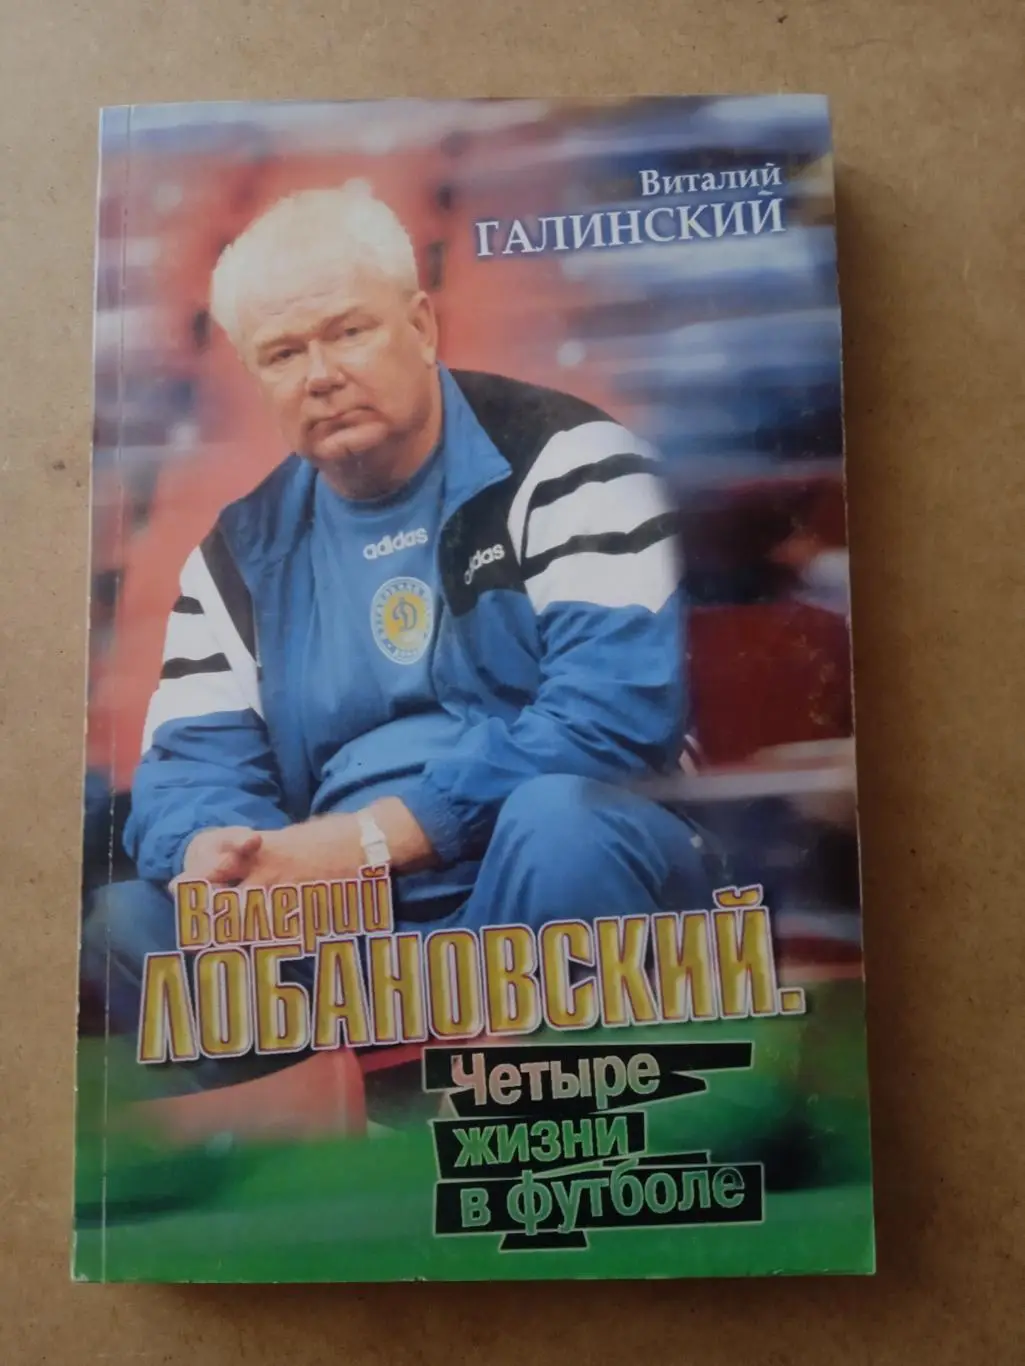 Виталий
ГАЛИНСКИЙ
adidas
adidas
Д
Валерий
ЛОБАНОВСКИЙ.
Четыре
жизни
в футболе